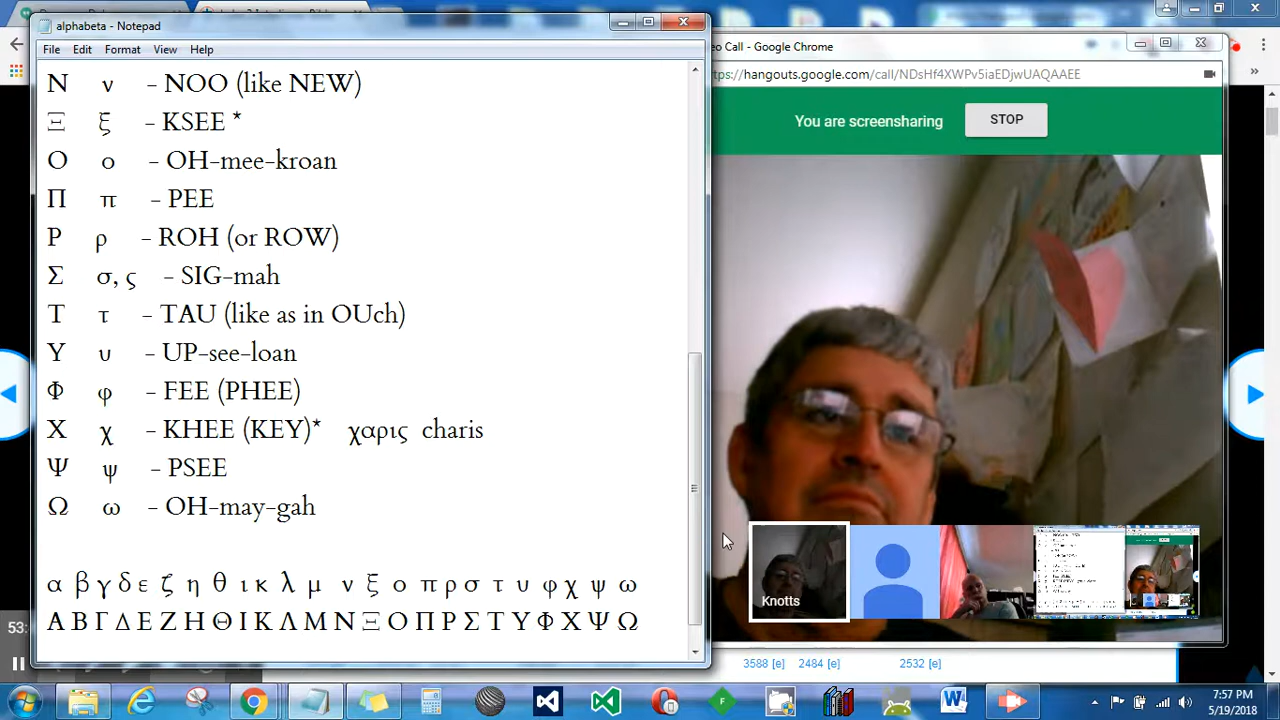 alphabeta - Notepad
File Edit Format View Help
Ν ν – NOO (like NEW)
Ξ ξ – KSEE *
Ο ο – OH-mee-kroan
Π π – PEE
Ρ ρ – ROH (or ROW)
Σ σ, ς – SIG-mah
Τ τ – TAU (like as in OUch)
Υ υ – UP-see-loan
Φ φ – FEE (PHEE)
Χ χ – KHEE (KEY)* χαρις charis
Ψ ψ – PSEE
Ω ω – OH-may-gah
α β γ δ ε ζ η θ ι κ λ μ ν ξ ο π ρ σ τ υ φ χ ψ ω
Α Β Γ Δ Ε Ζ Η Θ Ι Κ Λ Μ Ν Ξ Ο Π Ρ Σ Τ Υ Φ Χ Ψ Ω
eo Call - Google Chrome
ttps://hangouts.google.com/call/NDsHf4XWPv5iaEDjwUAQAAE
You are screensharing STOP
Knotts
53:
3588 [e] 2484 [e] 2532 [e]
7:57 PM
5/19/2018